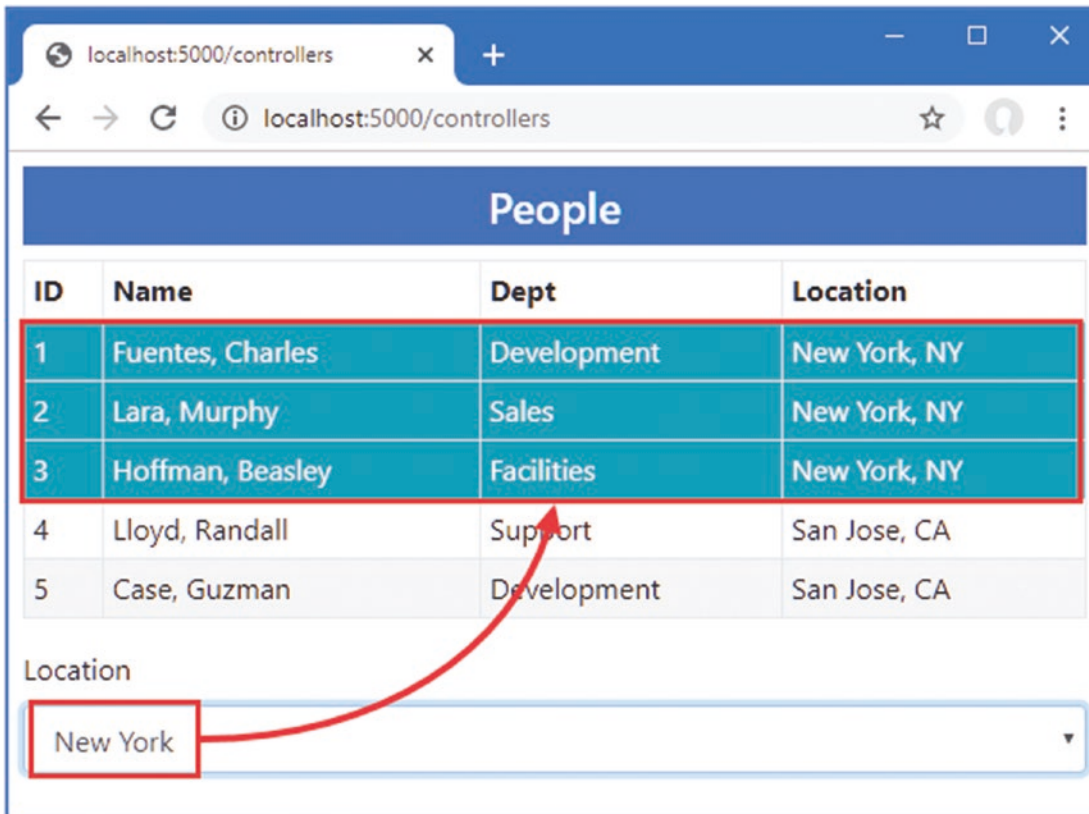 localhost:5000/controllers
localhost:5000/controllers
People
ID Name Dept Location
1 Fuentes, Charles Development New York, NY
2 Lara, Murphy Sales New York, NY
3 Hoffman, Beasley Facilities New York, NY
4 Lloyd, Randall Support San Jose, CA
5 Case, Guzman Development San Jose, CA
Location
New York